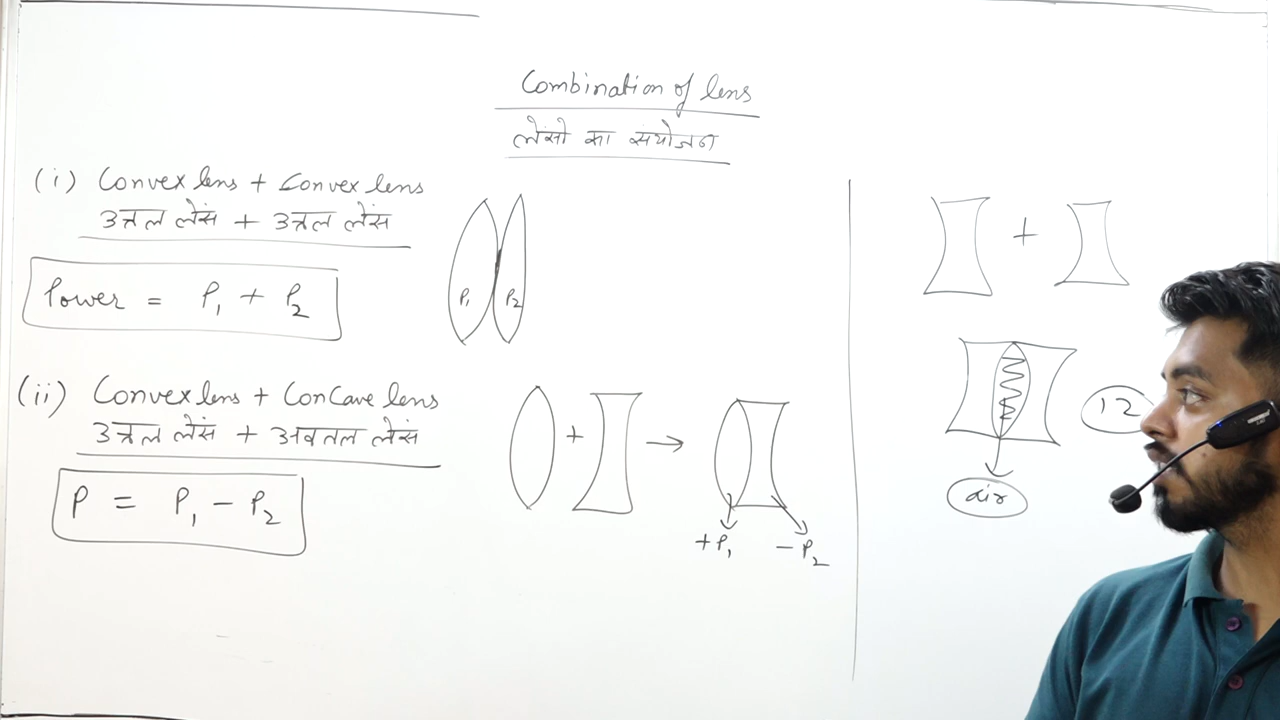 Combination of lens
लेंसो का संयोजन
(i) Convex lens + Convex lens
उत्तल लेंस + उत्तल लेंस
Power = P₁ + P₂
P₁ P₂
(ii) Convex lens + ConCave lens
उत्तल लेंस + अवतल लेंस
P = P₁ - P₂
+ →
+P₁ - P₂
+
12
air